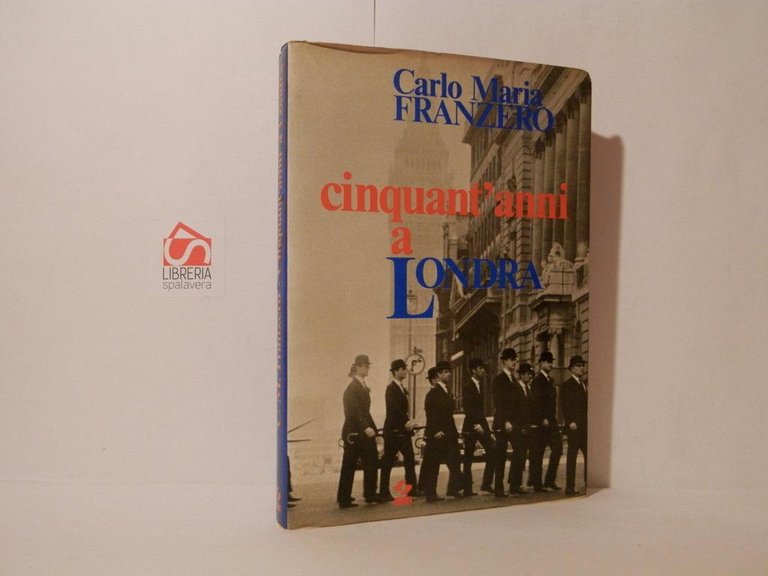 Carlo Maria
FRANZERO
cinquant'anni
a
LONDRA
LIBRERIA
spalavera